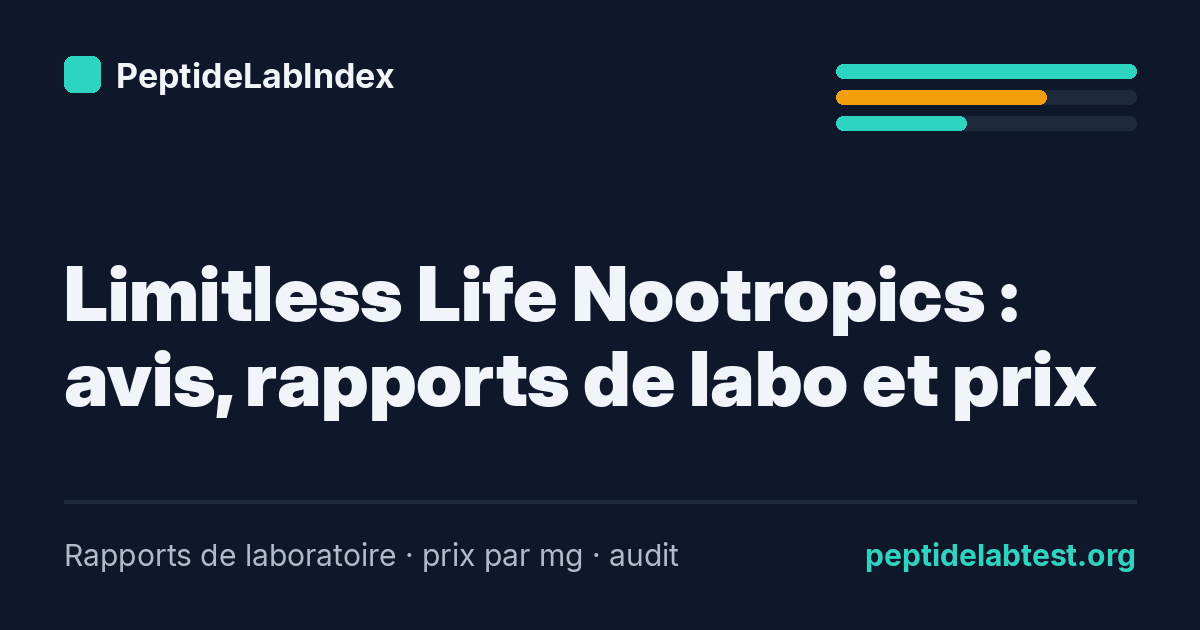 PeptideLabIndex
Limitless Life Nootropics :
avis, rapports de labo et prix
Rapports de laboratoire · prix par mg · audit
peptidelabtest.org